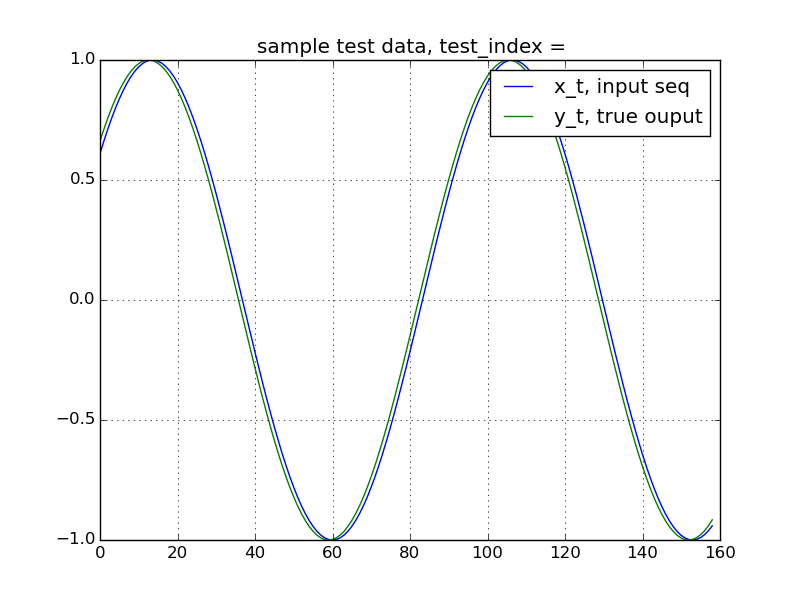 sample test data, test_index =
x_t, input seq
y_t, true ouput
1.0
0.5
0.0
−0.5
−1.0
0 20 40 60 80 100 120 140 160